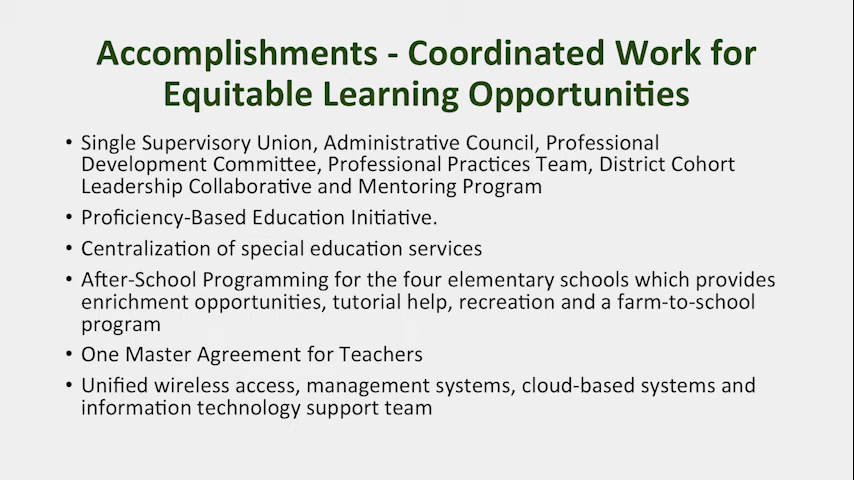 Accomplishments - Coordinated Work for
Equitable Learning Opportunities
• Single Supervisory Union, Administrative Council, Professional
Development Committee, Professional Practices Team, District Cohort
Leadership Collaborative and Mentoring Program
• Proficiency-Based Education Initiative.
• Centralization of special education services
• After-School Programming for the four elementary schools which provides
enrichment opportunities, tutorial help, recreation and a farm-to-school
program
• One Master Agreement for Teachers
• Unified wireless access, management systems, cloud-based systems and
information technology support team